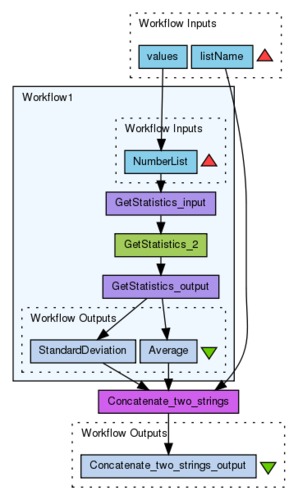 Workflow Inputs
values listName
Workflow1
Workflow Inputs
NumberList
GetStatistics_input
GetStatistics_2
GetStatistics_output
Workflow Outputs
StandardDeviation Average
Concatenate_two_strings
Workflow Outputs
Concatenate_two_strings_output